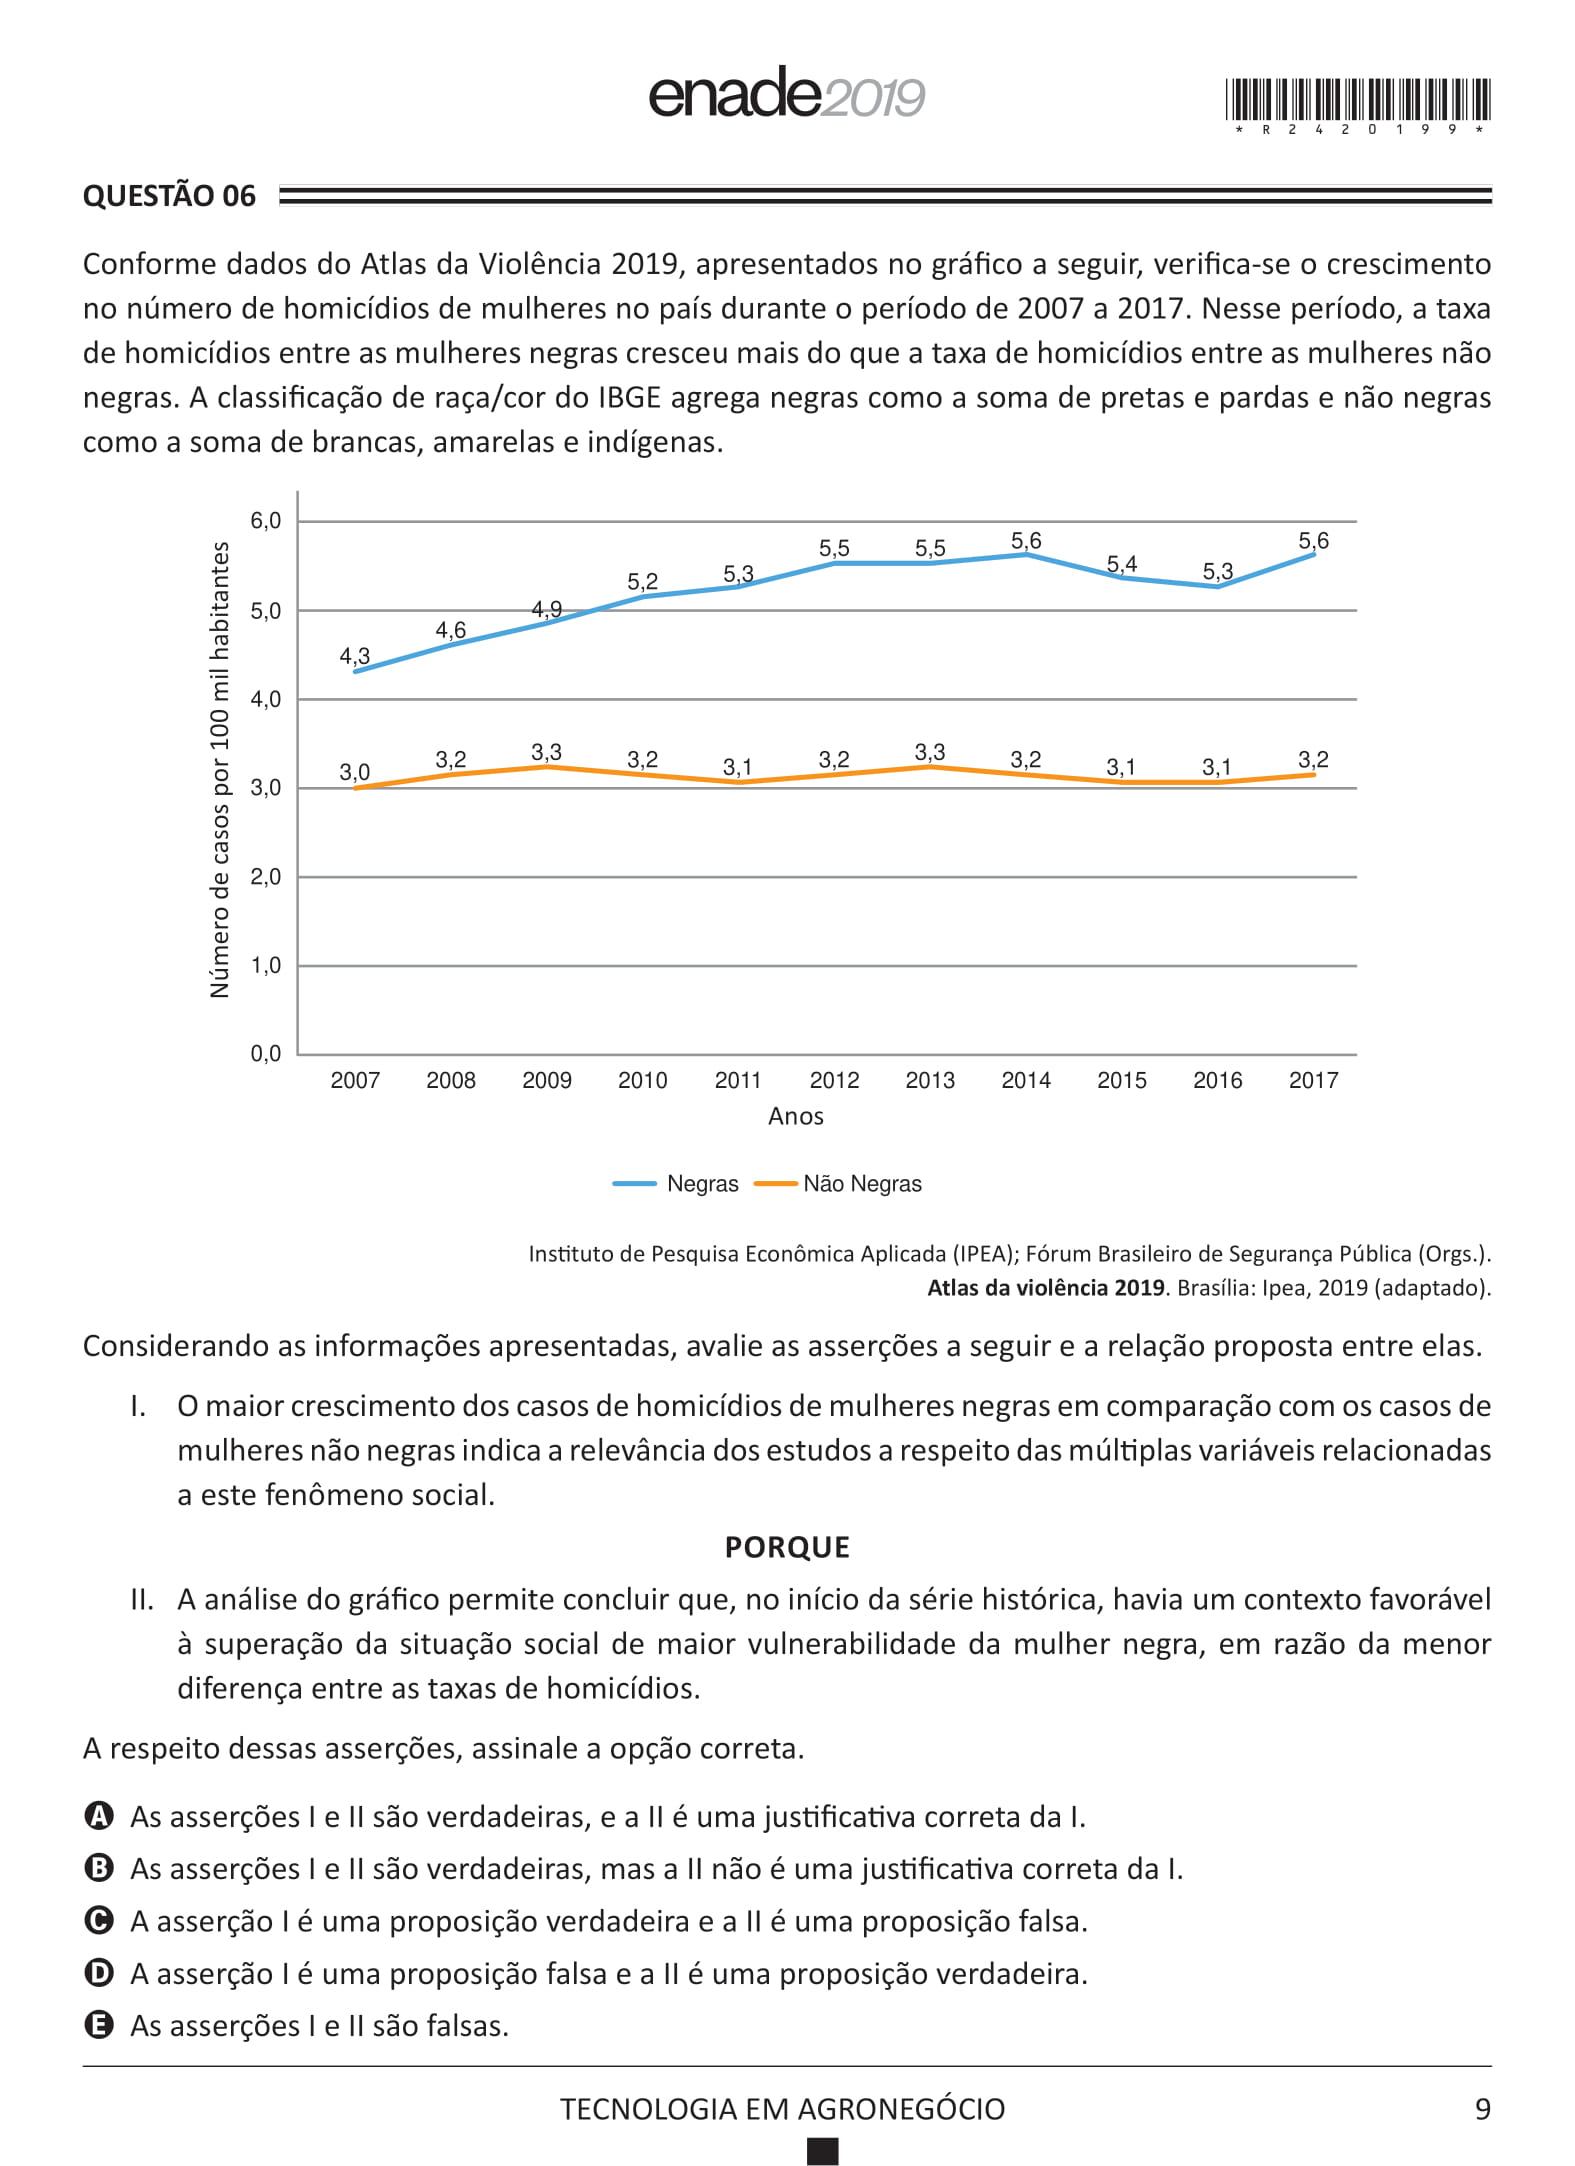 enade2019
*R2420199*
QUESTÃO 06
Conforme dados do Atlas da Violência 2019, apresentados no gráfico a seguir, verifica-se o crescimento
no número de homicídios de mulheres no país durante o período de 2007 a 2017. Nesse período, a taxa
de homicídios entre as mulheres negras cresceu mais do que a taxa de homicídios entre as mulheres não
negras. A classificação de raça/cor do IBGE agrega negras como a soma de pretas e pardas e não negras
como a soma de brancas, amarelas e indígenas.
Número de casos por 100 mil habitantes
6,0
5,0
4,0
3,0
2,0
1,0
0,0
4,3 4,6 4,9 5,2 5,3 5,5 5,5 5,6 5,4 5,3 5,6
3,0 3,2 3,3 3,2 3,1 3,2 3,3 3,2 3,1 3,1 3,2
2007 2008 2009 2010 2011 2012 2013 2014 2015 2016 2017
Anos
Negras Não Negras
Instituto de Pesquisa Econômica Aplicada (IPEA); Fórum Brasileiro de Segurança Pública (Orgs.).
Atlas da violência 2019. Brasília: Ipea, 2019 (adaptado).
Considerando as informações apresentadas, avalie as asserções a seguir e a relação proposta entre elas.
I. O maior crescimento dos casos de homicídios de mulheres negras em comparação com os casos de
mulheres não negras indica a relevância dos estudos a respeito das múltiplas variáveis relacionadas
a este fenômeno social.
PORQUE
II. A análise do gráfico permite concluir que, no início da série histórica, havia um contexto favorável
à superação da situação social de maior vulnerabilidade da mulher negra, em razão da menor
diferença entre as taxas de homicídios.
A respeito dessas asserções, assinale a opção correta.
A As asserções I e II são verdadeiras, e a II é uma justificativa correta da I.
B As asserções I e II são verdadeiras, mas a II não é uma justificativa correta da I.
C A asserção I é uma proposição verdadeira e a II é uma proposição falsa.
D A asserção I é uma proposição falsa e a II é uma proposição verdadeira.
E As asserções I e II são falsas.
TECNOLOGIA EM AGRONEGÓCIO 9